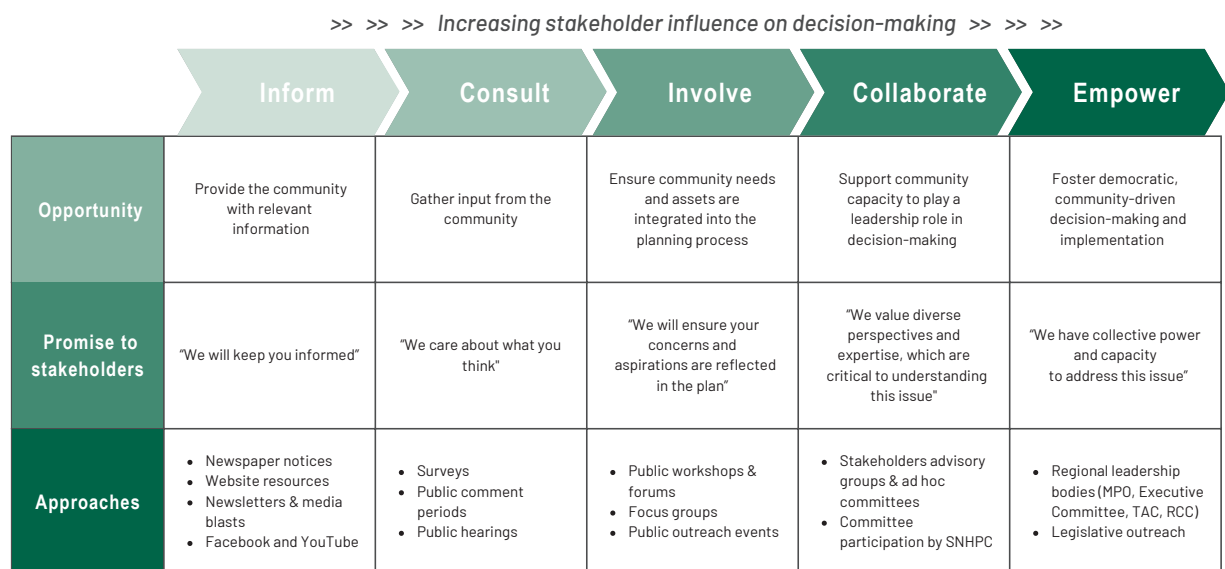 >> >> >> Increasing stakeholder influence on decision-making >> >> >>
Inform
Consult
Involve
Collaborate
Empower
Opportunity
Provide the community
with relevant
information
Gather input from the
community
Ensure community needs
and assets are
integrated into the
planning process
Support community
capacity to play a
leadership role in
decision-making
Foster democratic,
community-driven
decision-making and
implementation
Promise to
stakeholders
“We will keep you informed”
“We care about what you
think"
“We will ensure your
concerns and
aspirations are reflected
in the plan”
“We value diverse
perspectives and
expertise, which are
critical to understanding
this issue"
“We have collective power
and capacity
to address this issue”
Approaches
• Newspaper notices
• Website resources
• Newsletters & media
blasts
• Facebook and YouTube
• Surveys
• Public comment
periods
• Public hearings
• Public workshops &
forums
• Focus groups
• Public outreach events
• Stakeholders advisory
groups & ad hoc
committees
• Committee
participation by SNHPC
• Regional leadership
bodies (MPO, Executive
Committee, TAC, RCC)
• Legislative outreach